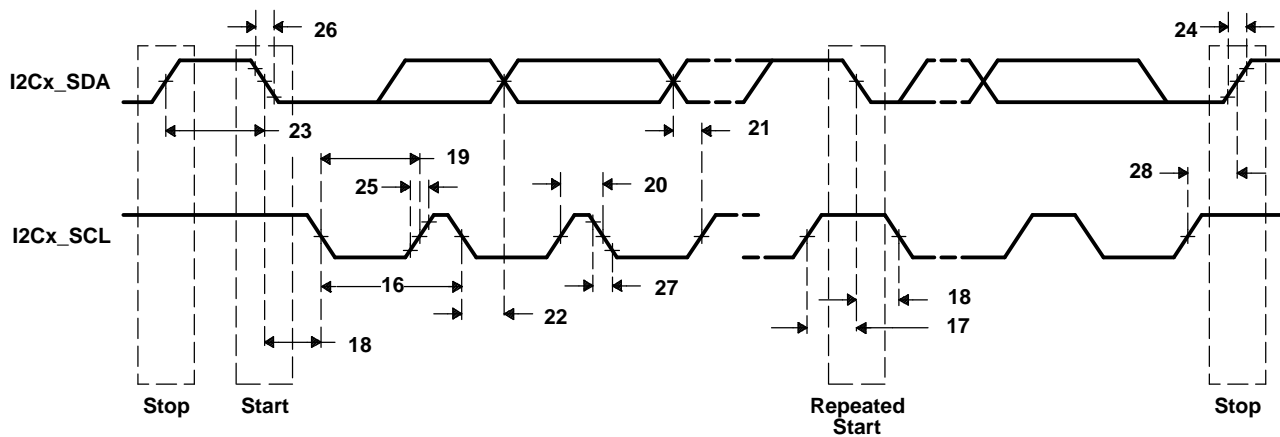 26
24
I2Cx_SDA
23
21
19
28
25
20
I2Cx_SCL
16
27
22
18
18
17
Stop
Start
Repeated
Start
Stop